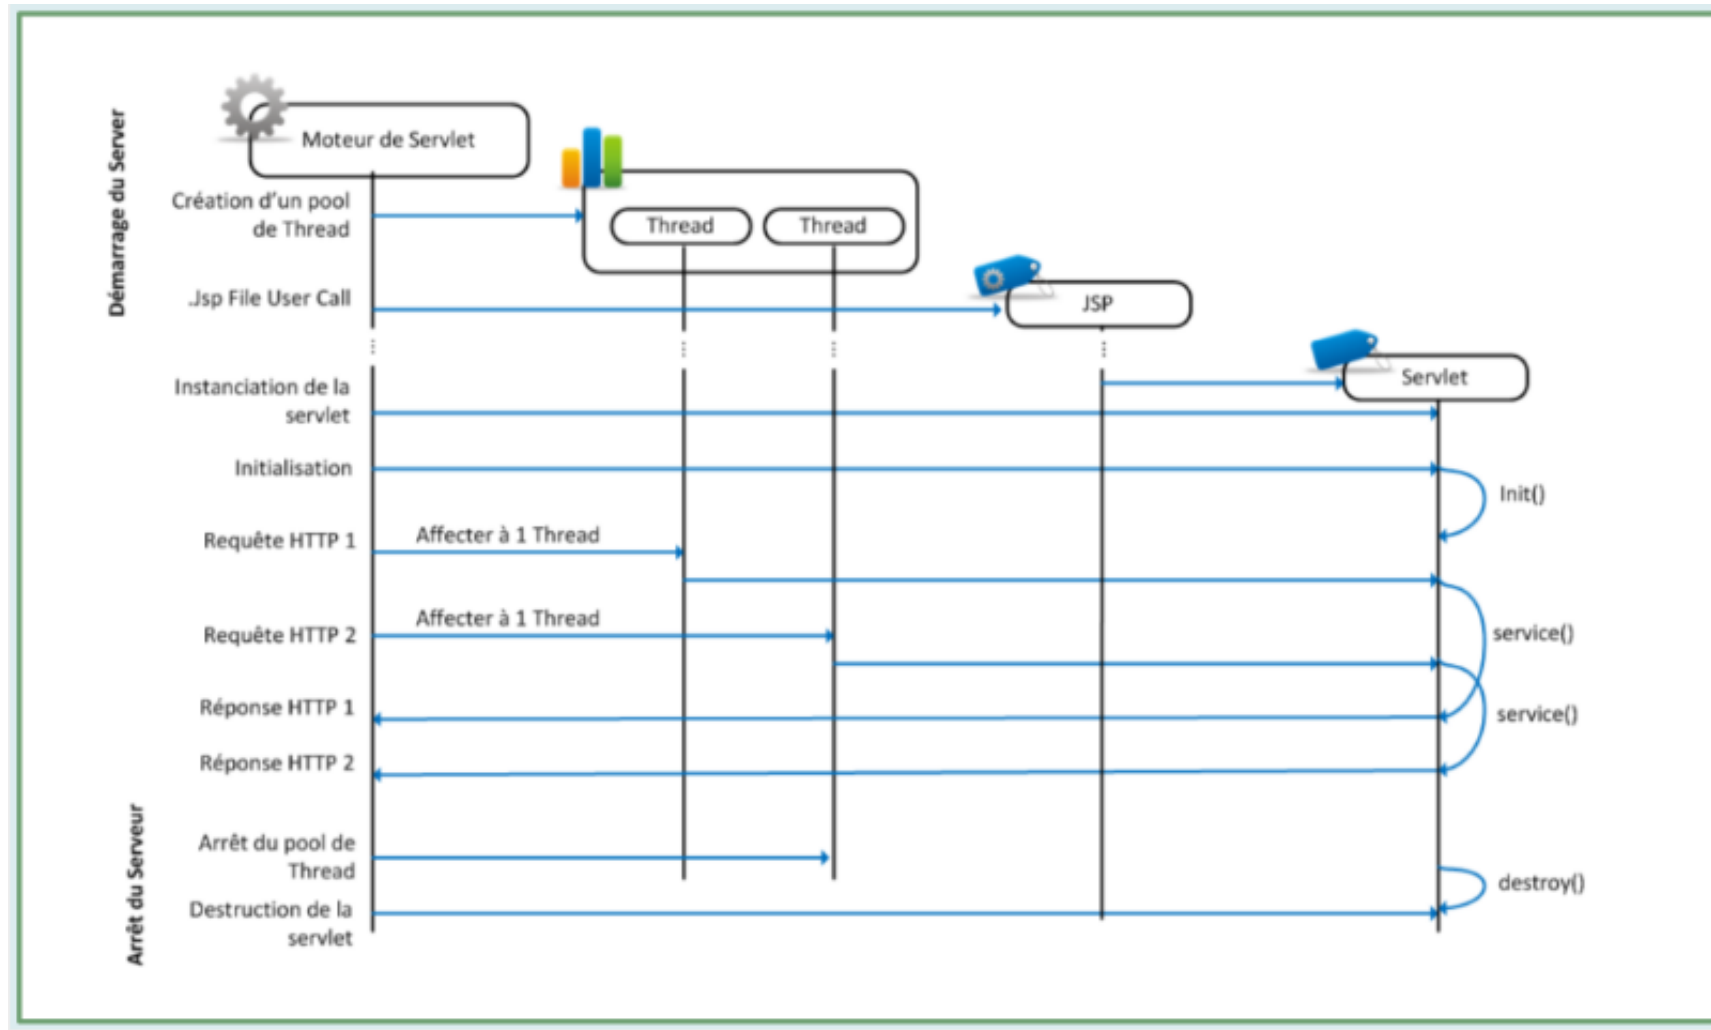 Démarrage du Server
Moteur de Servlet
Création d'un pool
de Thread
Thread
Thread
.Jsp File User Call
JSP
...
...
...
...
Servlet
Instanciation de la
servlet
Initialisation
Init()
Requête HTTP 1
Affecter à 1 Thread
Requête HTTP 2
Affecter à 1 Thread
service()
Réponse HTTP 1
service()
Réponse HTTP 2
Arrêt du Serveur
Arrêt du pool de
Thread
destroy()
Destruction de la
servlet